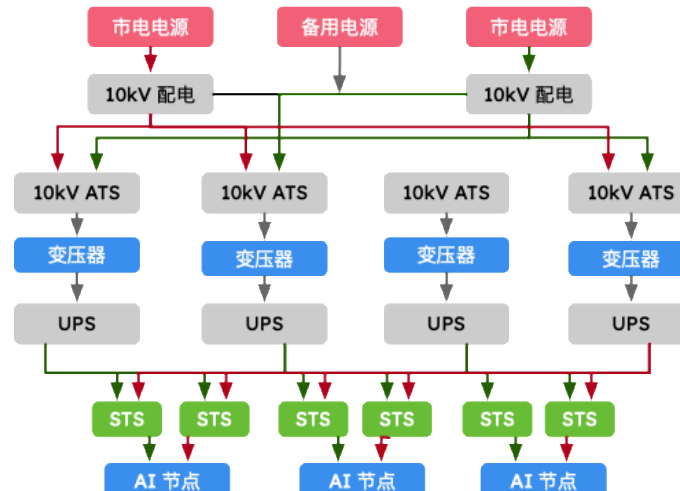 市电电源
备用电源
市电电源
10kV 配电
10kV 配电
10kV ATS
10kV ATS
10kV ATS
10kV ATS
变压器
变压器
变压器
变压器
UPS
UPS
UPS
UPS
STS
STS
STS
STS
STS
STS
AI 节点
AI 节点
AI 节点